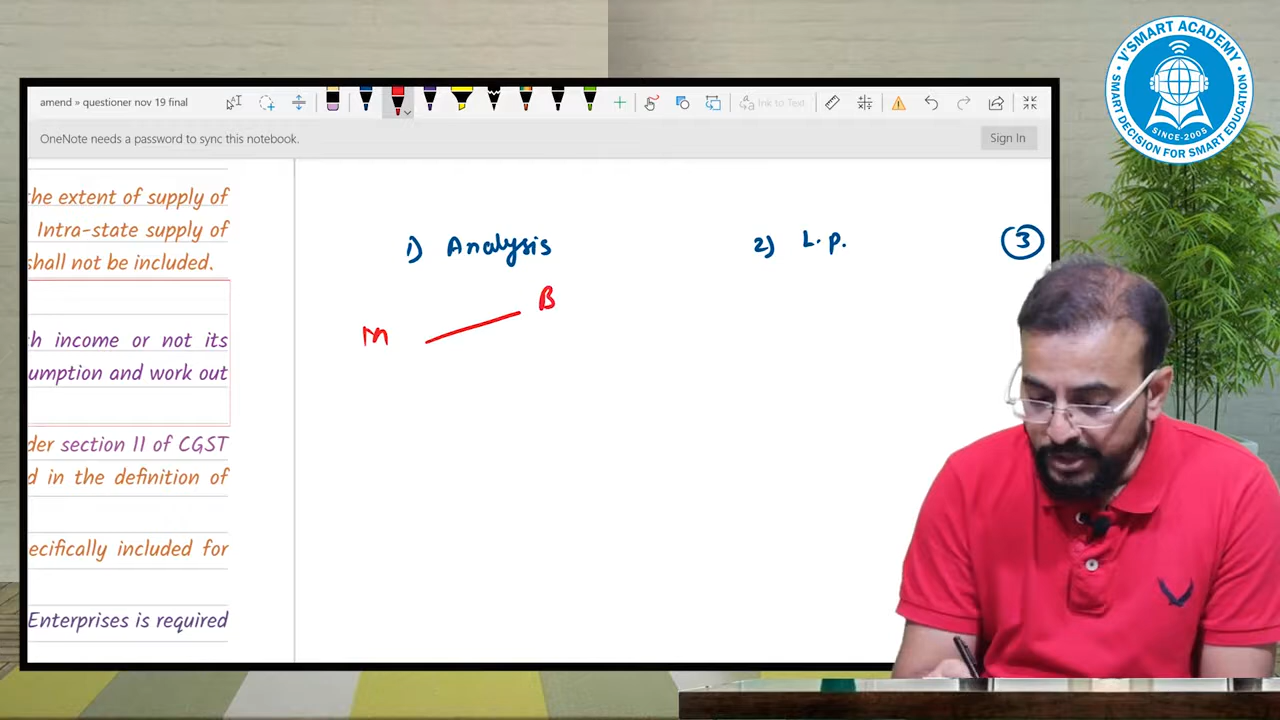 amend » questioner nov 19 final
Ink to Text
OneNote needs a password to sync this notebook.
Sign In
the extent of supply of
Intra-state supply of
shall not be included.
h income or not its
umption and work out
der section 11 of CGST
d in the definition of
ecifically included for
Enterprises is required
1) Analysis
2) L.P.
3
M
B
V'SMART ACADEMY
SINCE-2005
SMART DECISION FOR SMART EDUCATION